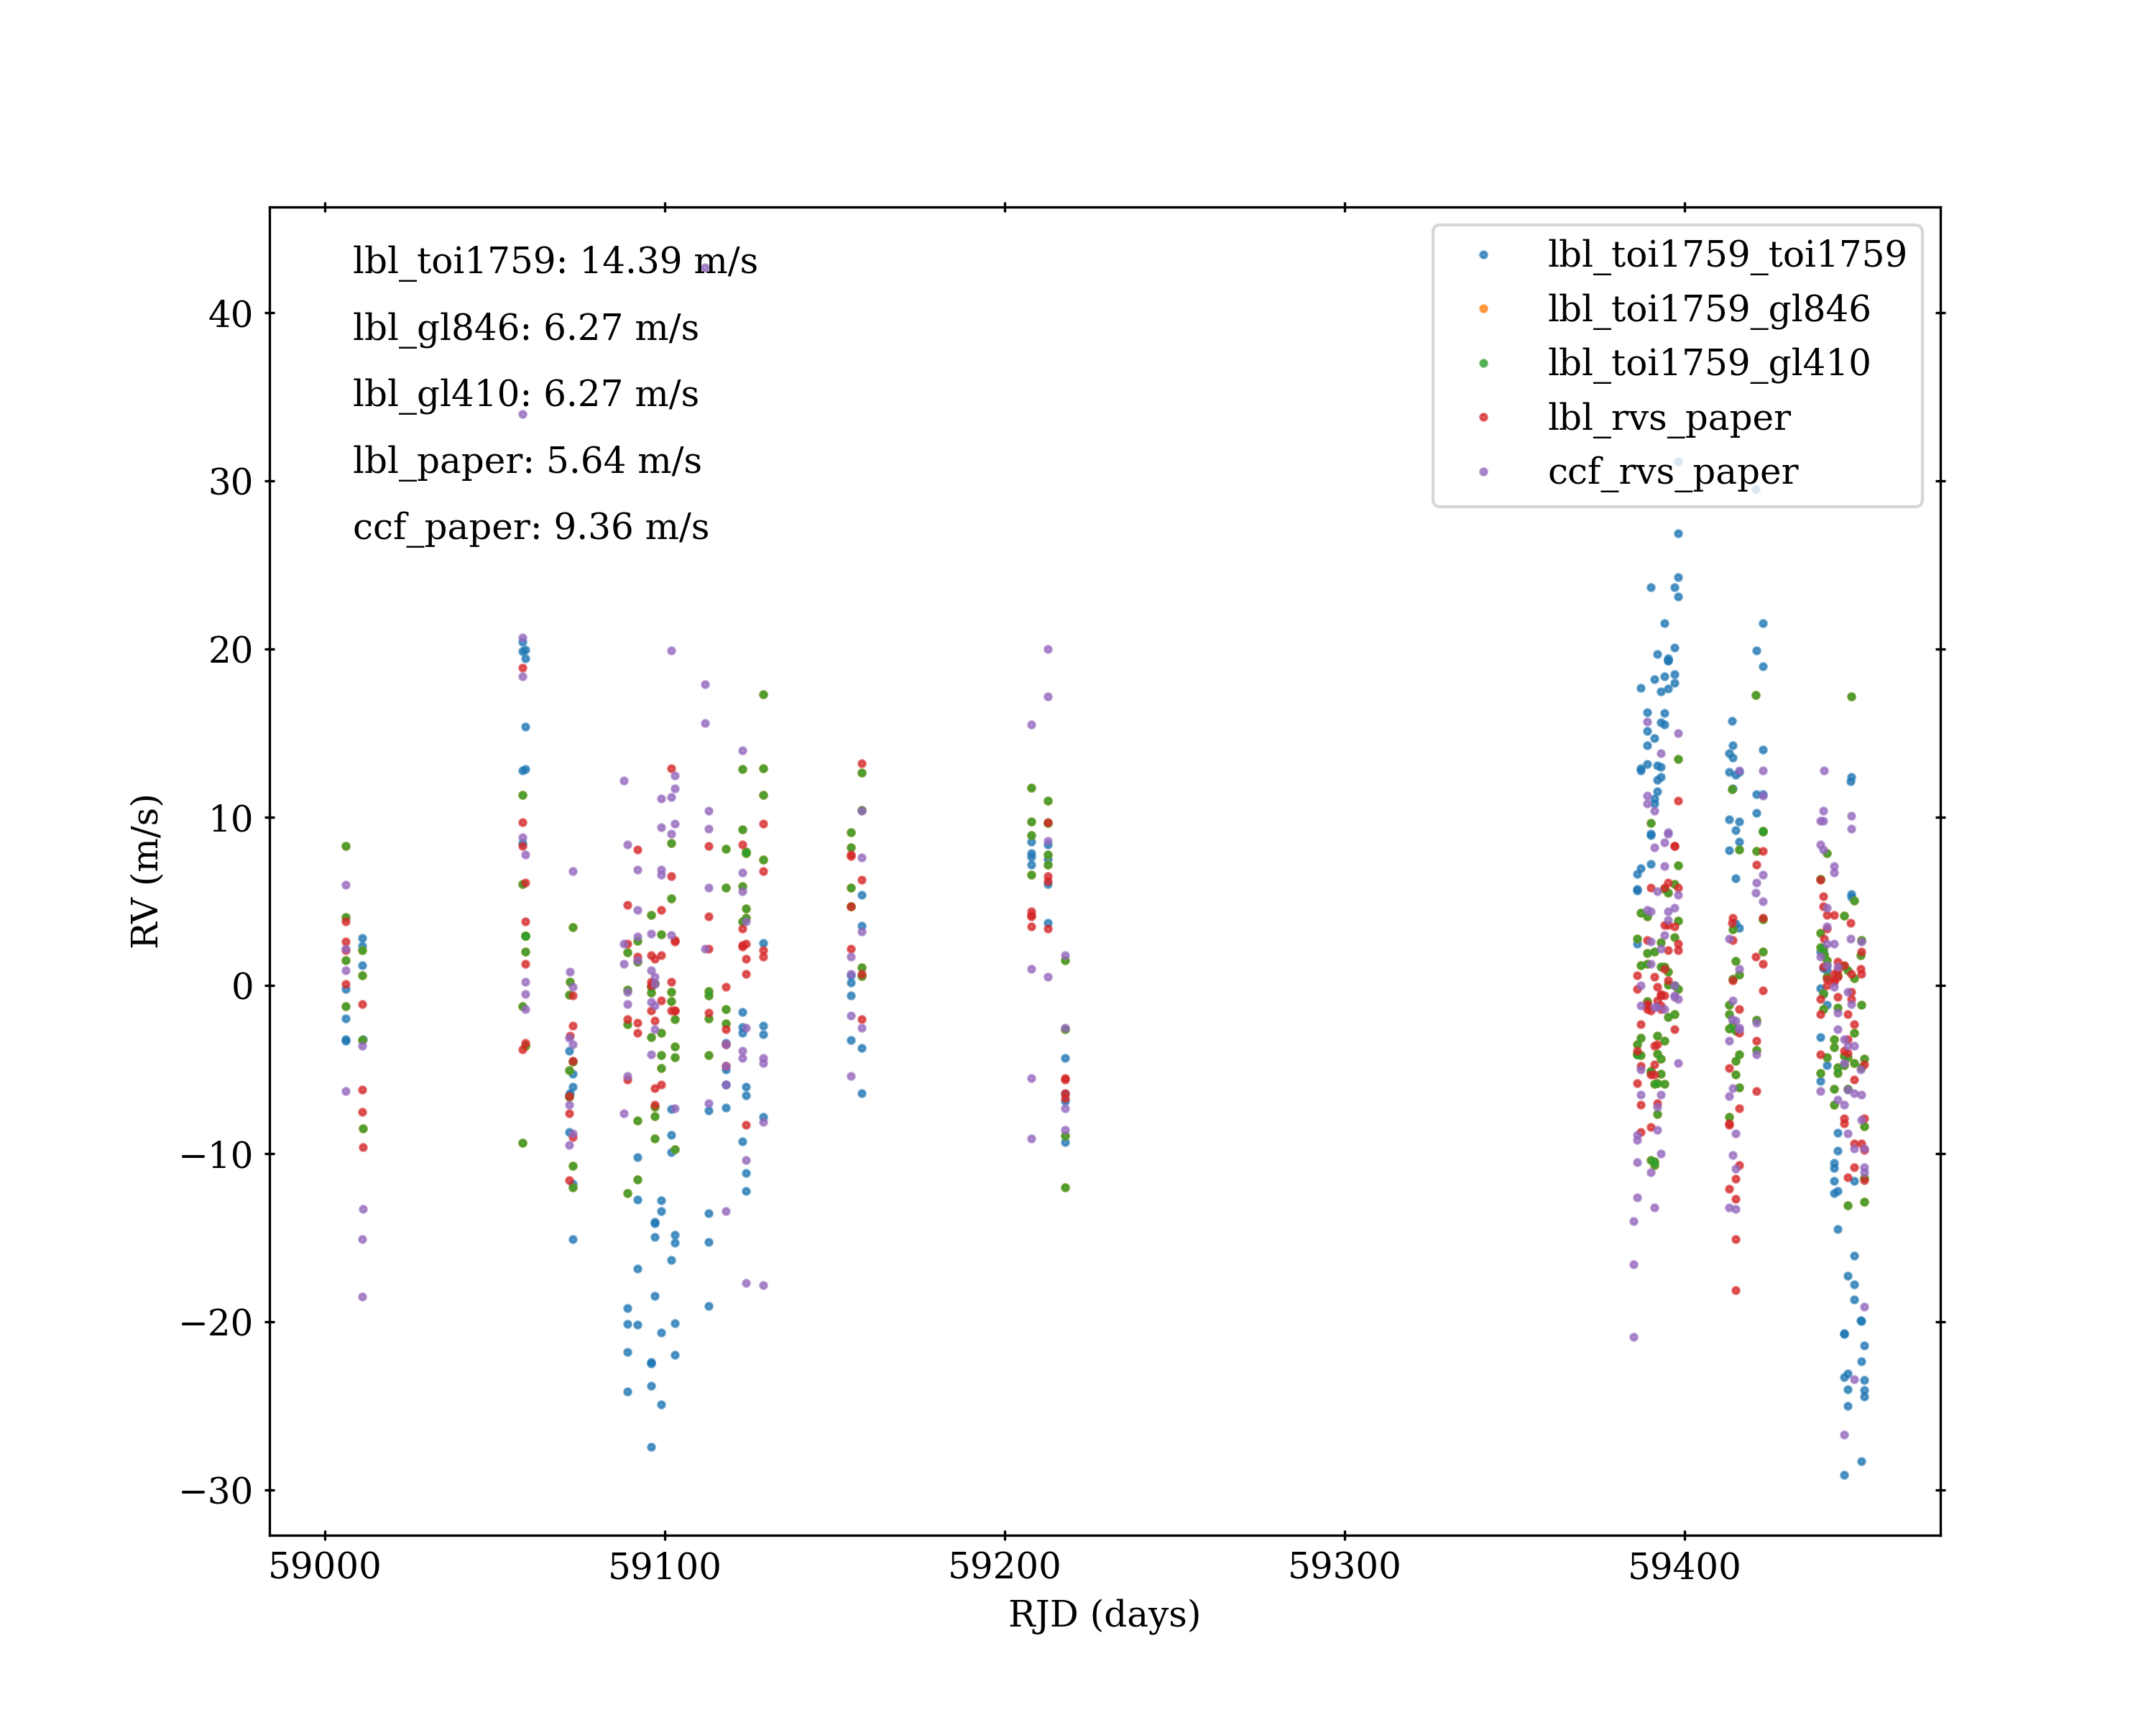 lbl_toi1759: 14.39 m/s
lbl_gl846: 6.27 m/s
lbl_gl410: 6.27 m/s
lbl_paper: 5.64 m/s
ccf_paper: 9.36 m/s
lbl_toi1759_toi1759
lbl_toi1759_gl846
lbl_toi1759_gl410
lbl_rvs_paper
ccf_rvs_paper
40
30
20
10
0
−10
−20
−30
RV (m/s)
59000 59100 59200 59300 59400
RJD (days)